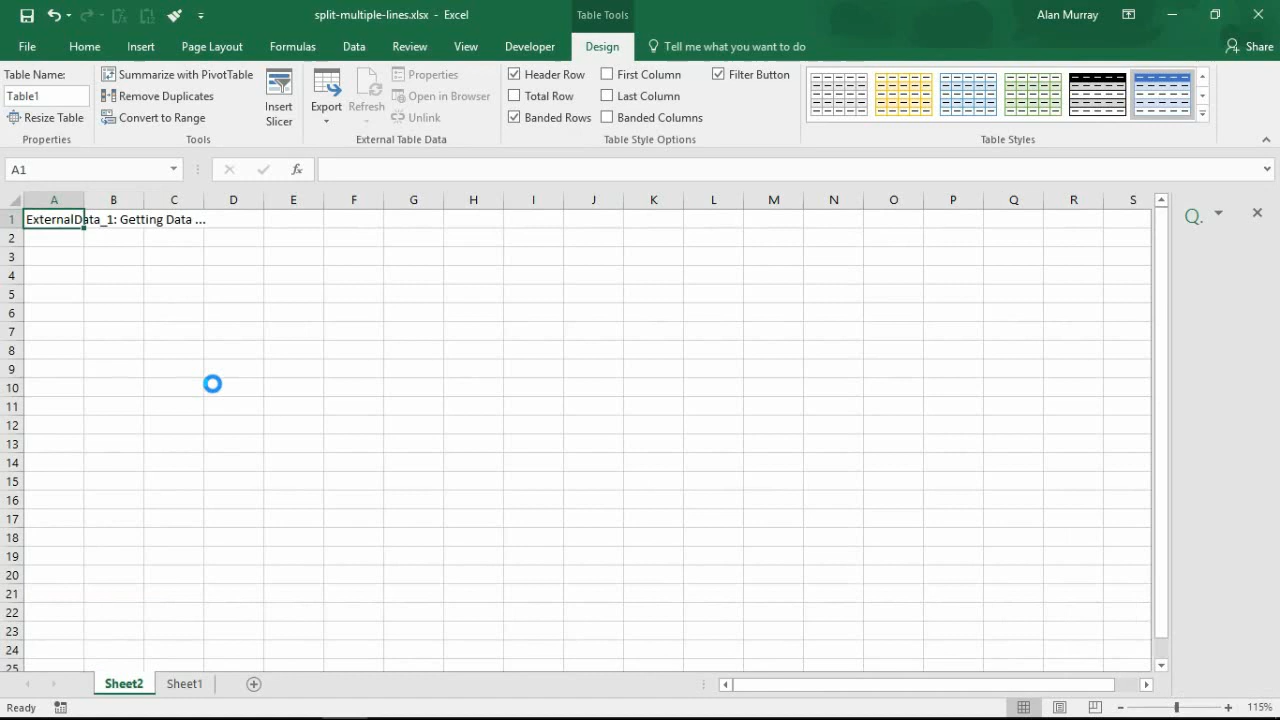 split-multiple-lines.xlsx - Excel
Table Tools
Alan Murray
File
Home
Insert
Page Layout
Formulas
Data
Review
View
Developer
Design
Tell me what you want to do
Share
Table Name:
Table1
Resize Table
Properties
Summarize with PivotTable
Remove Duplicates
Convert to Range
Tools
Insert
Slicer
Export
Refresh
Properties
Open in Browser
Unlink
External Table Data
Header Row
Total Row
Banded Rows
First Column
Last Column
Banded Columns
Filter Button
Table Style Options
Table Styles
A1
fx
A B C D E F G H I J K L M N O P Q R S
Q.
1 ExternalData_1: Getting Data ...
2
3
4
5
6
7
8
9
10
11
12
13
14
15
16
17
18
19
20
21
22
23
24
25
Sheet2
Sheet1
Ready
115%